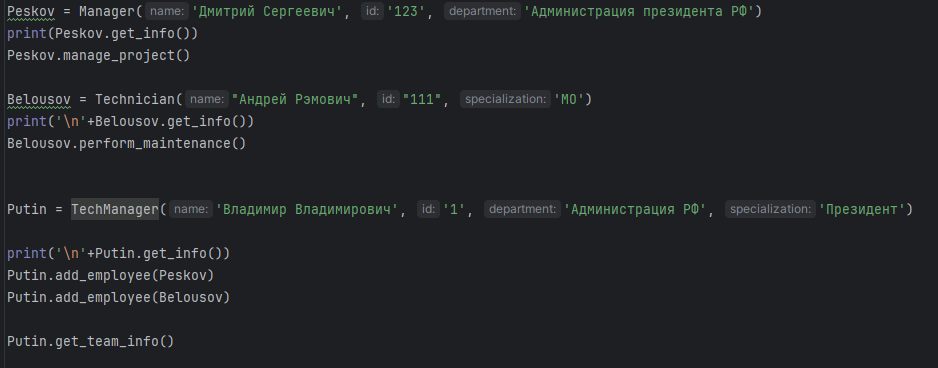 Peskov = Manager( name: 'Дмитрий Сергеевич', id: '123', department: 'Администрация президента РФ')
print(Peskov.get_info())
Peskov.manage_project()
Belousov = Technician( name: "Андрей Рэмович", id: "111", specialization: 'МО')
print('\n'+Belousov.get_info())
Belousov.perform_maintenance()
Putin = TechManager( name: 'Владимир Владимирович', id: '1', department: 'Администрация РФ', specialization: 'Президент')
print('\n'+Putin.get_info())
Putin.add_employee(Peskov)
Putin.add_employee(Belousov)
Putin.get_team_info()